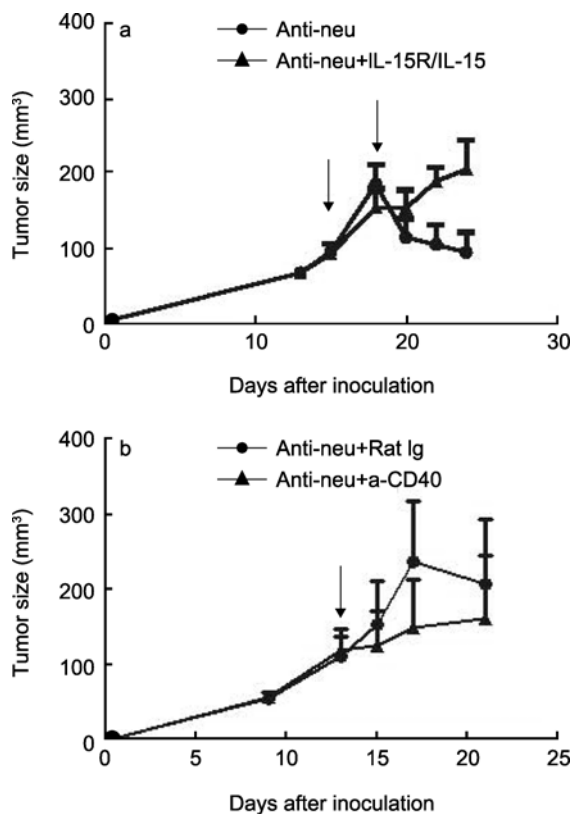 a
Anti-neu
Anti-neu+IL-15R/IL-15
Tumor size (mm³)
400
300
200
100
0
0
10
20
30
Days after inoculation
b
Anti-neu+Rat Ig
Anti-neu+a-CD40
Tumor size (mm³)
400
300
200
100
0
0
5
10
15
20
25
Days after inoculation